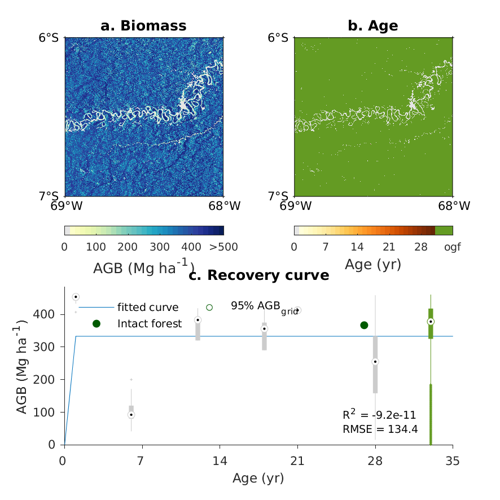 a. Biomass
b. Age
6°S
7°S
69°W
68°W
6°S
7°S
69°W
68°W
0 100 200 300 400 >500
AGB (Mg ha-1)
0 7 14 21 28 ogf
Age (yr)
c. Recovery curve
AGB (Mg ha-1)
400
300
200
100
0
fitted curve
95% AGBgrid
Intact forest
R2 = -9.2e-11
RMSE = 134.4
0 7 14 21 28 35
Age (yr)